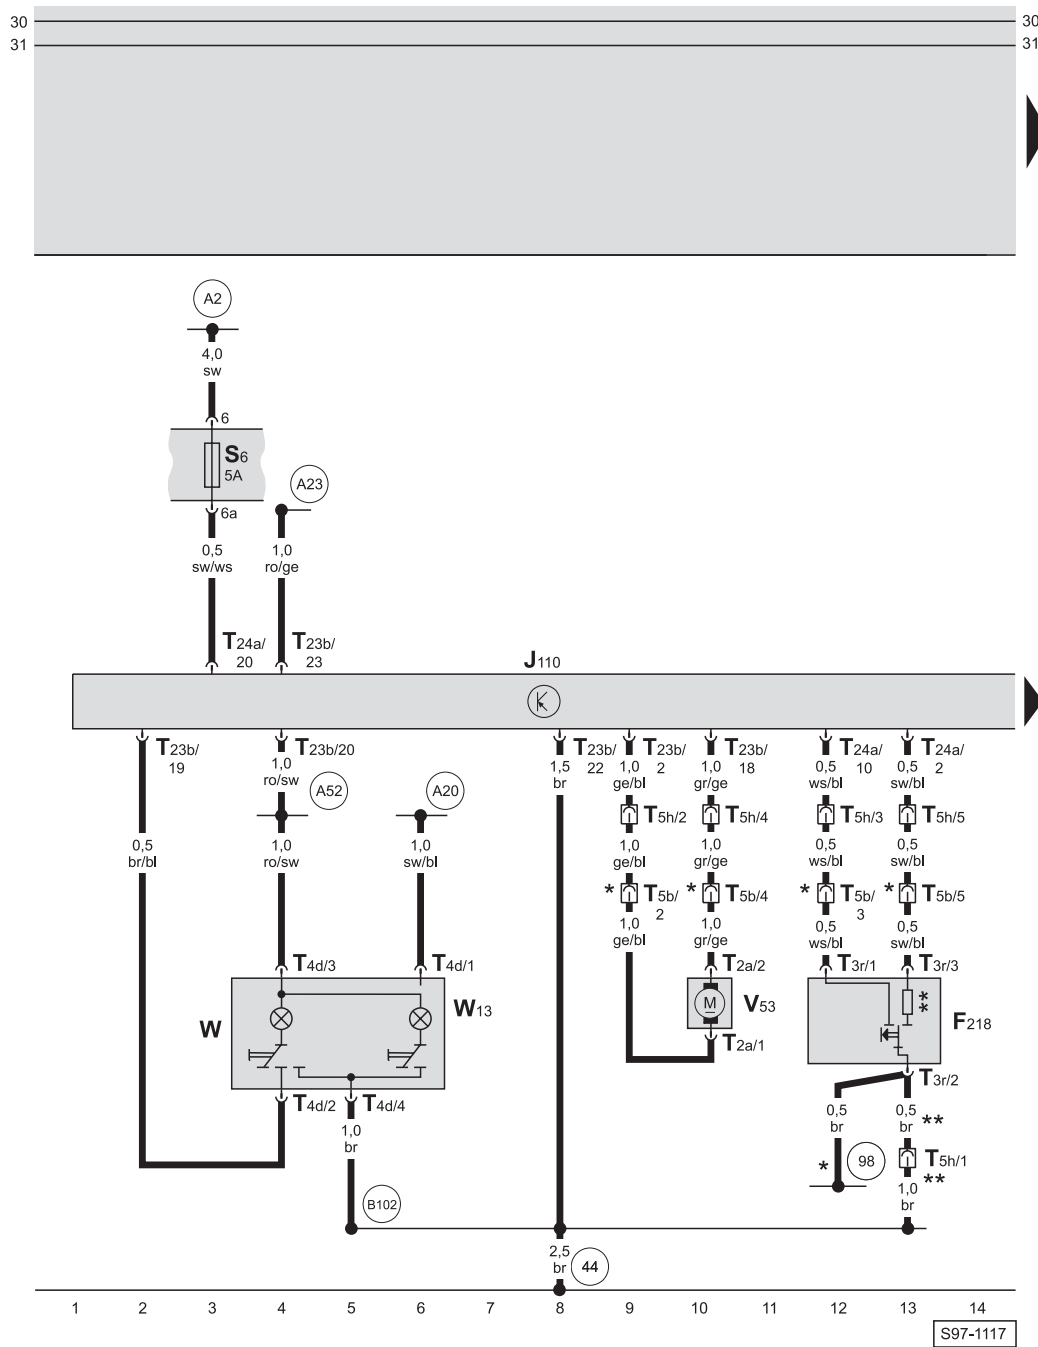 30 30
31 31
A2
4,0
sw
6
S6
5A
A23
6a
0,5 1,0
sw/ws ro/ge
T24a/ T23b/
20 23
J110
T23b/ T23b/20 T23b/ T23b/ T23b/ T24a/ T24a/
19 22 2 18 10 2
1,0 1,5 1,0 1,0 0,5 0,5
ro/sw br ge/bl gr/ge ws/bl sw/bl
A52 A20
T5h/2 T5h/4 T5h/3 T5h/5
0,5 1,0 1,0 1,0 1,0 0,5 0,5
br/bl ro/sw sw/bl ge/bl gr/ge ws/bl sw/bl
* T5b/ * T5b/4 * T5b/ * T5b/5
2 3
1,0 1,0 0,5 0,5
ge/bl gr/ge ws/bl sw/bl
T4d/3 T4d/1 T2a/2 T3r/1 T3r/3
W W13 M V53 ** F218
T2a/1
T3r/2
T4d/2 T4d/4
0,5 0,5 **
br br
1,0
br
* 98 T5h/1
**
1,0
br
B102
2,5
br 44
1 2 3 4 5 6 7 8 9 10 11 12 13 14
S97-1117